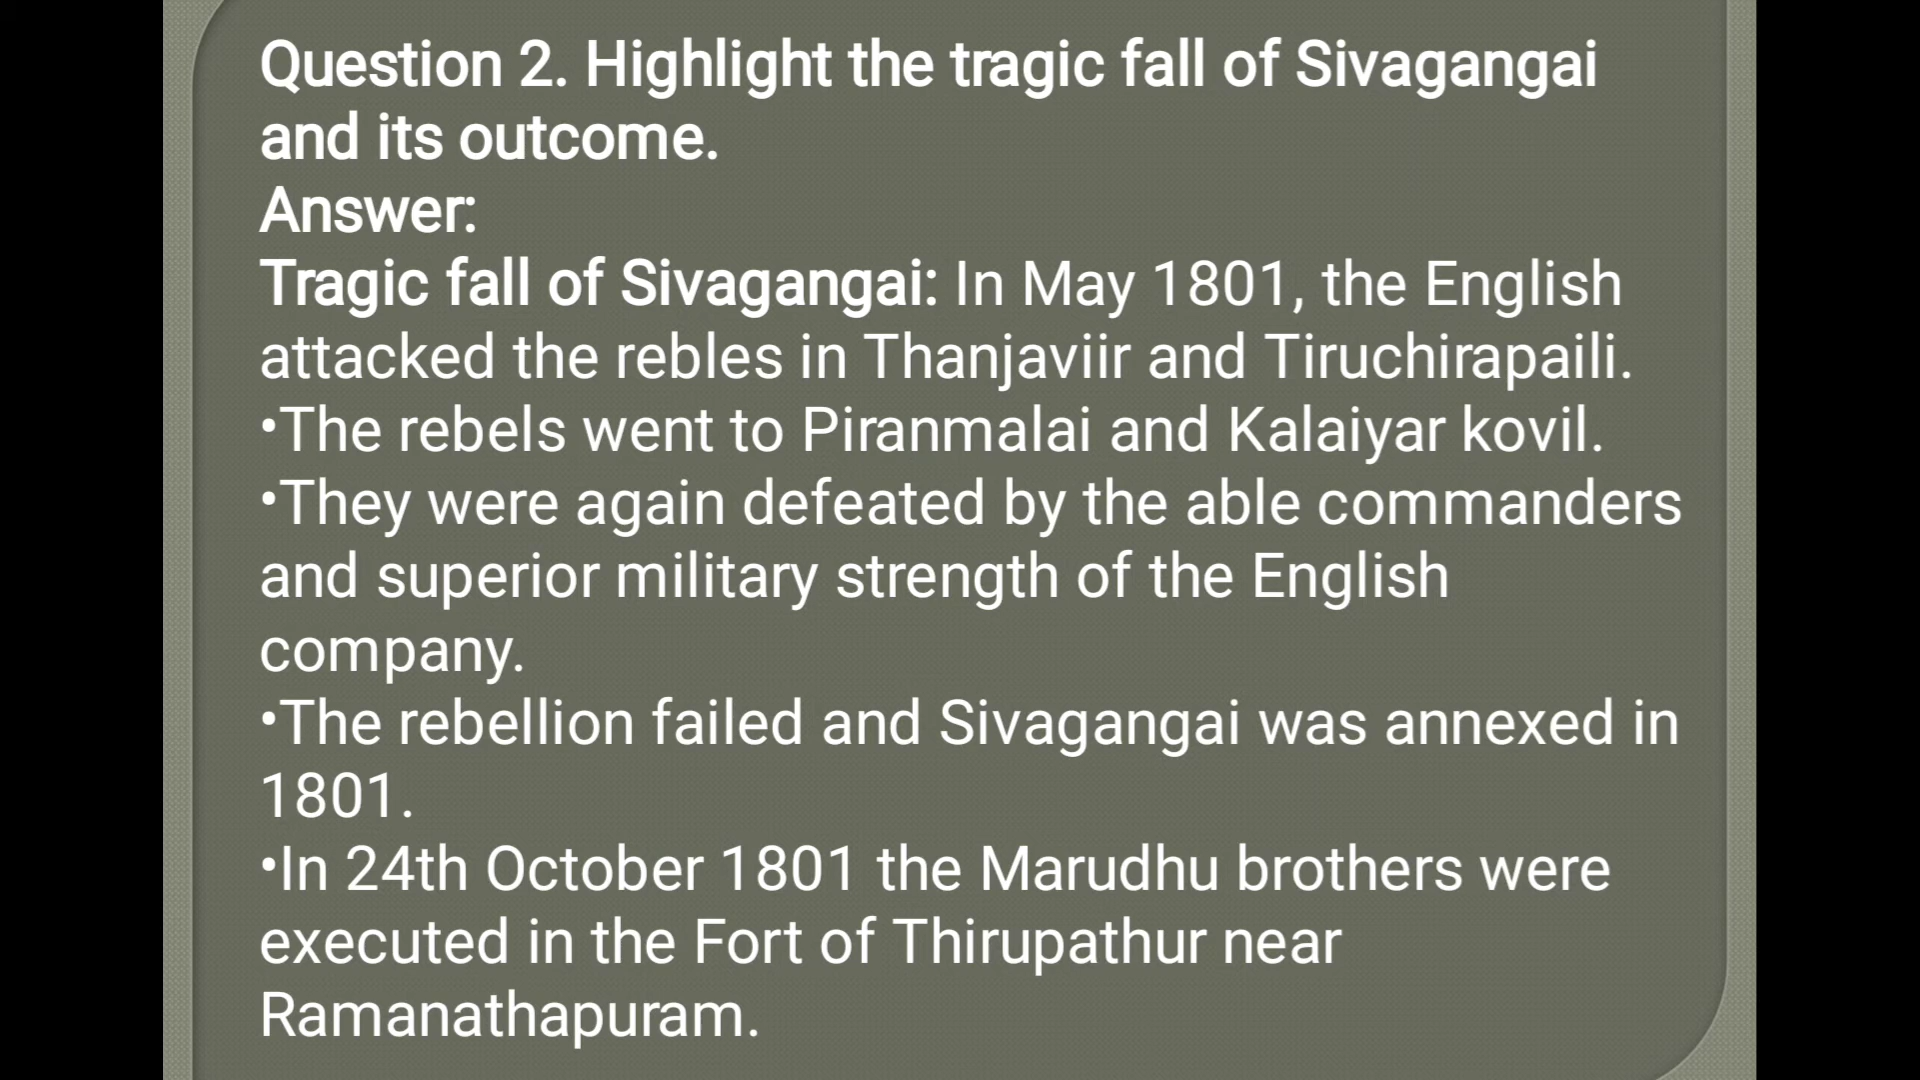 Question 2. Highlight the tragic fall of Sivagangai
and its outcome.
Answer:
Tragic fall of Sivagangai: In May 1801, the English
attacked the rebles in Thanjaviir and Tiruchirapaili.
•The rebels went to Piranmalai and Kalaiyar kovil.
•They were again defeated by the able commanders
and superior military strength of the English
company.
•The rebellion failed and Sivagangai was annexed in
1801.
•In 24th October 1801 the Marudhu brothers were
executed in the Fort of Thirupathur near
Ramanathapuram.